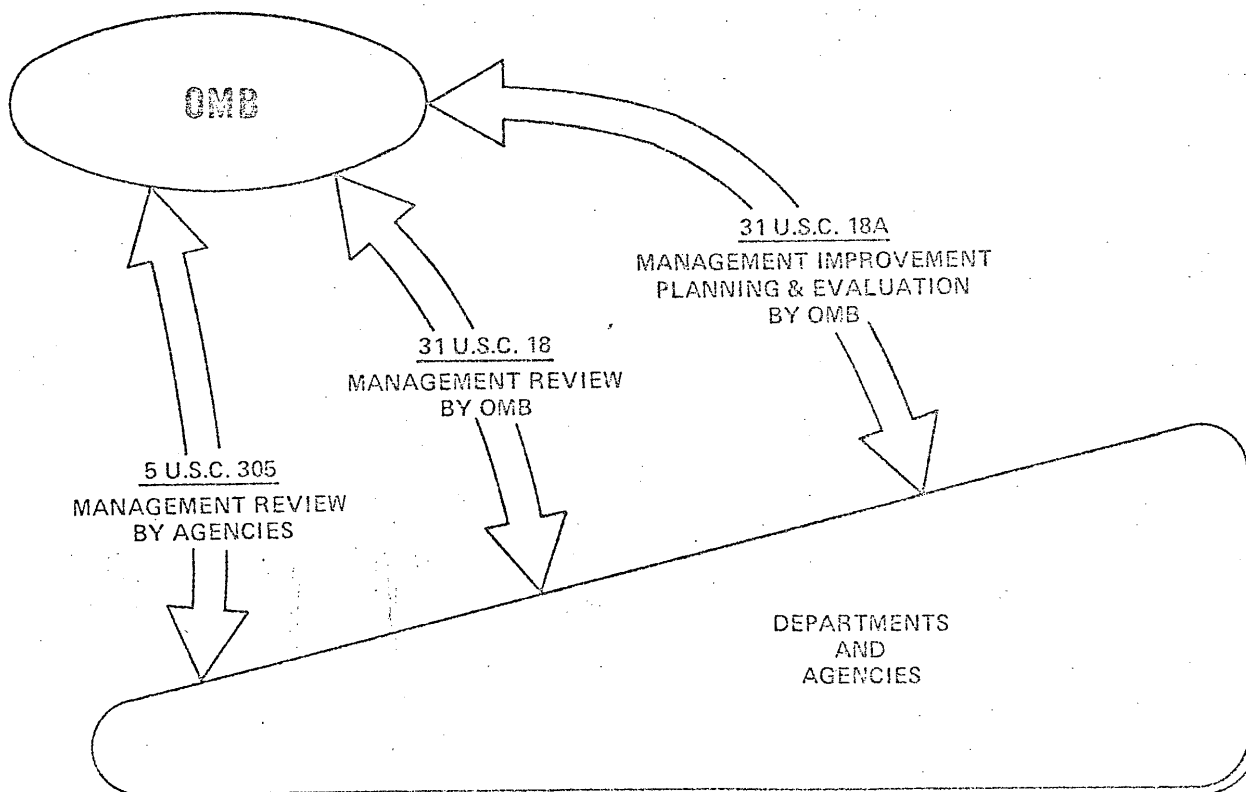 OMB
31 U.S.C. 18A
MANAGEMENT IMPROVEMENT
PLANNING & EVALUATION
BY OMB
31 U.S.C. 18
MANAGEMENT REVIEW
BY OMB
5 U.S.C. 305
MANAGEMENT REVIEW
BY AGENCIES
DEPARTMENTS
AND
AGENCIES